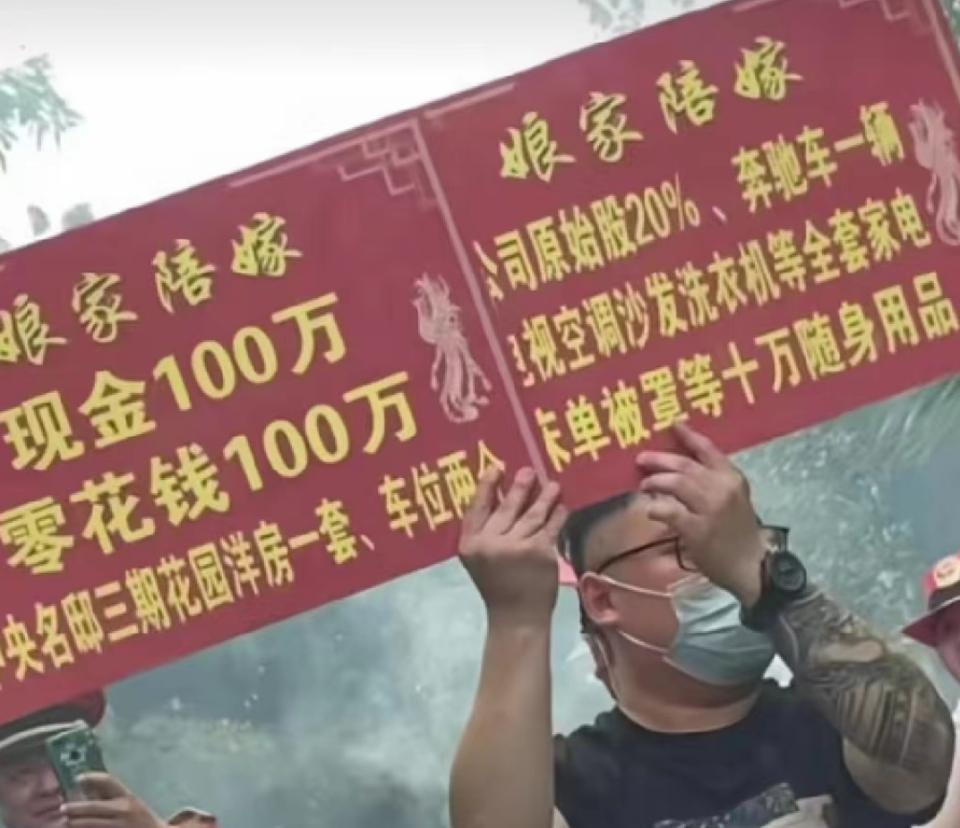 娘家陪嫁
现金100万
零花钱100万
中央名邸三期花园洋房一套、车位两个
娘家陪嫁
公司原始股20%、奔驰车一辆
电视空调沙发洗衣机等全套家电
床单被罩等十万随身用品